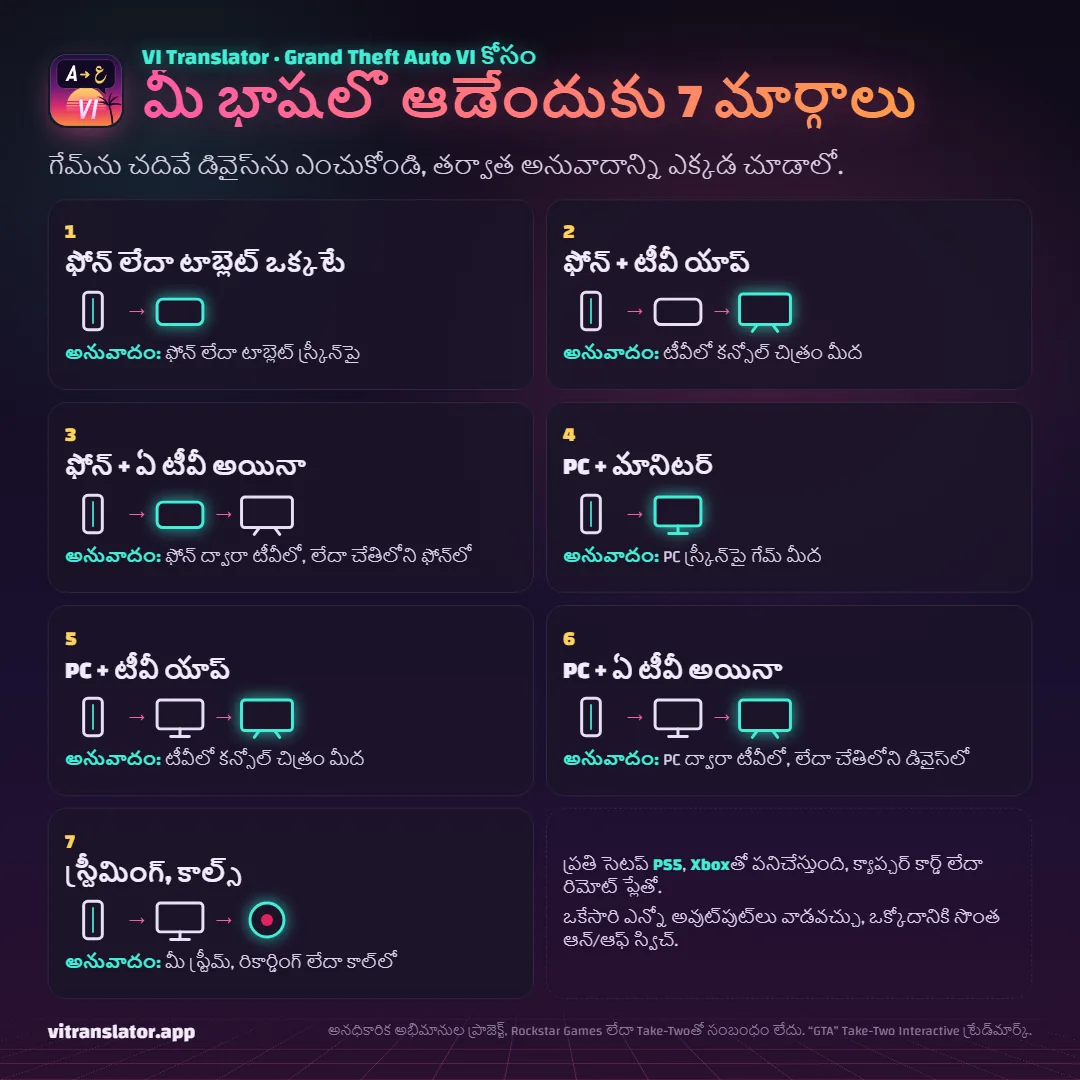 A→ع
VI
VI Translator · Grand Theft Auto VI కోసం
మీ భాషలో ఆడేందుకు 7 మార్గాలు
గేమ్‌ను చదివే డివైస్‌ను ఎంచుకోండి, తర్వాత అనువాదాన్ని ఎక్కడ చూడాలో.
1
ఫోన్ లేదా టాబ్లెట్ ఒక్కటే
→
అనువాదం: ఫోన్ లేదా టాబ్లెట్ స్క్రీన్‌పై
2
ఫోన్ + టీవీ యాప్
→ →
అనువాదం: టీవీలో కన్సోల్ చిత్రం మీద
3
ఫోన్ + ఏ టీవీ అయినా
→ →
అనువాదం: ఫోన్ ద్వారా టీవీలో, లేదా చేతిలోని ఫోన్‌లో
4
PC + మానిటర్
→
అనువాదం: PC స్క్రీన్‌పై గేమ్ మీద
5
PC + టీవీ యాప్
→ →
అనువాదం: టీవీలో కన్సోల్ చిత్రం మీద
6
PC + ఏ టీవీ అయినా
→ →
అనువాదం: PC ద్వారా టీవీలో, లేదా చేతిలోని డివైస్‌లో
7
స్ట్రీమింగ్, కాల్స్
→ →
అనువాదం: మీ స్ట్రీమ్, రికార్డింగ్ లేదా కాల్‌లో
ప్రతి సెటప్ PS5, Xboxతో పనిచేస్తుంది, క్యాప్చర్ కార్డ్ లేదా
రిమోట్ ప్లేతో.
ఒకేసారి ఎన్నో అవుట్‌పుట్‌లు వాడవచ్చు, ఒక్కోదానికి సొంత
ఆన్/ఆఫ్ స్విచ్.
vitranslator.app
అనధికారిక అభిమానుల ప్రాజెక్ట్. Rockstar Games లేదా Take-Twoతో సంబంధం లేదు. “GTA” Take-Two Interactive ట్రేడ్‌మార్క్.